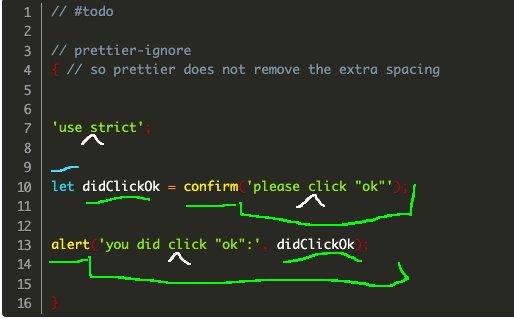 1 // #todo
2
3 // prettier-ignore
4 { // so prettier does not remove the extra spacing
5
6
7 'use strict';
8
9
10 let didClickOk = confirm('please click "ok"');
11
12
13 alert('you did click "ok":', didClickOk);
14
15
16 }